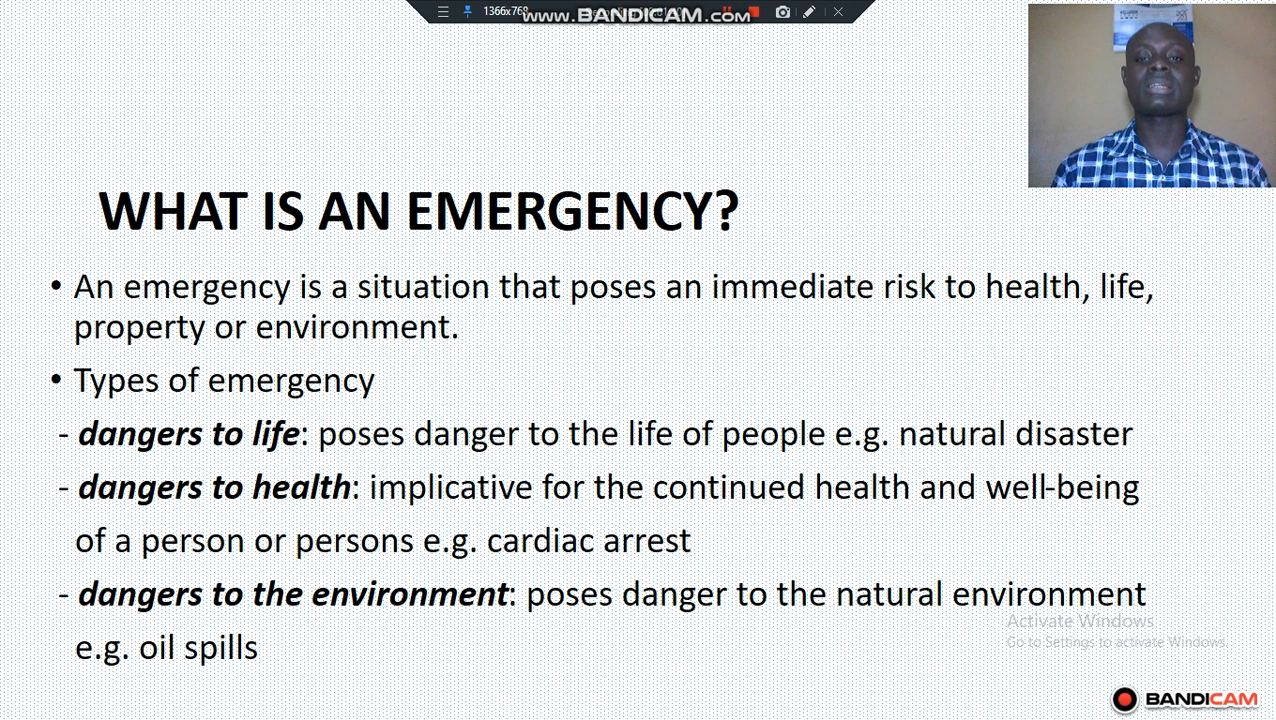 1366x768
www.BANDICAM.com
WHAT IS AN EMERGENCY?
• An emergency is a situation that poses an immediate risk to health, life,
property or environment.
• Types of emergency
- dangers to life: poses danger to the life of people e.g. natural disaster
- dangers to health: implicative for the continued health and well-being
of a person or persons e.g. cardiac arrest
- dangers to the environment: poses danger to the natural environment
e.g. oil spills
Activate Windows
Go to Settings to activate Windows.
BANDICAM